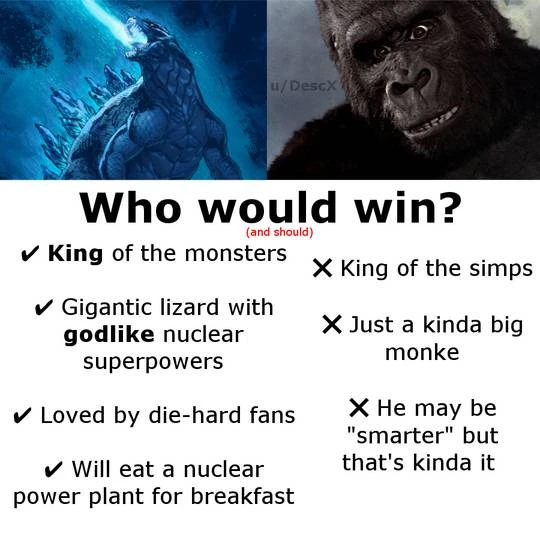 u/DescX
Who would win?
(and should)
✔ King of the monsters
✔ Gigantic lizard with
godlike nuclear
superpowers
✔ Loved by die-hard fans
✔ Will eat a nuclear
power plant for breakfast
✖ King of the simps
✖ Just a kinda big
monke
✖ He may be
"smarter" but
that's kinda it